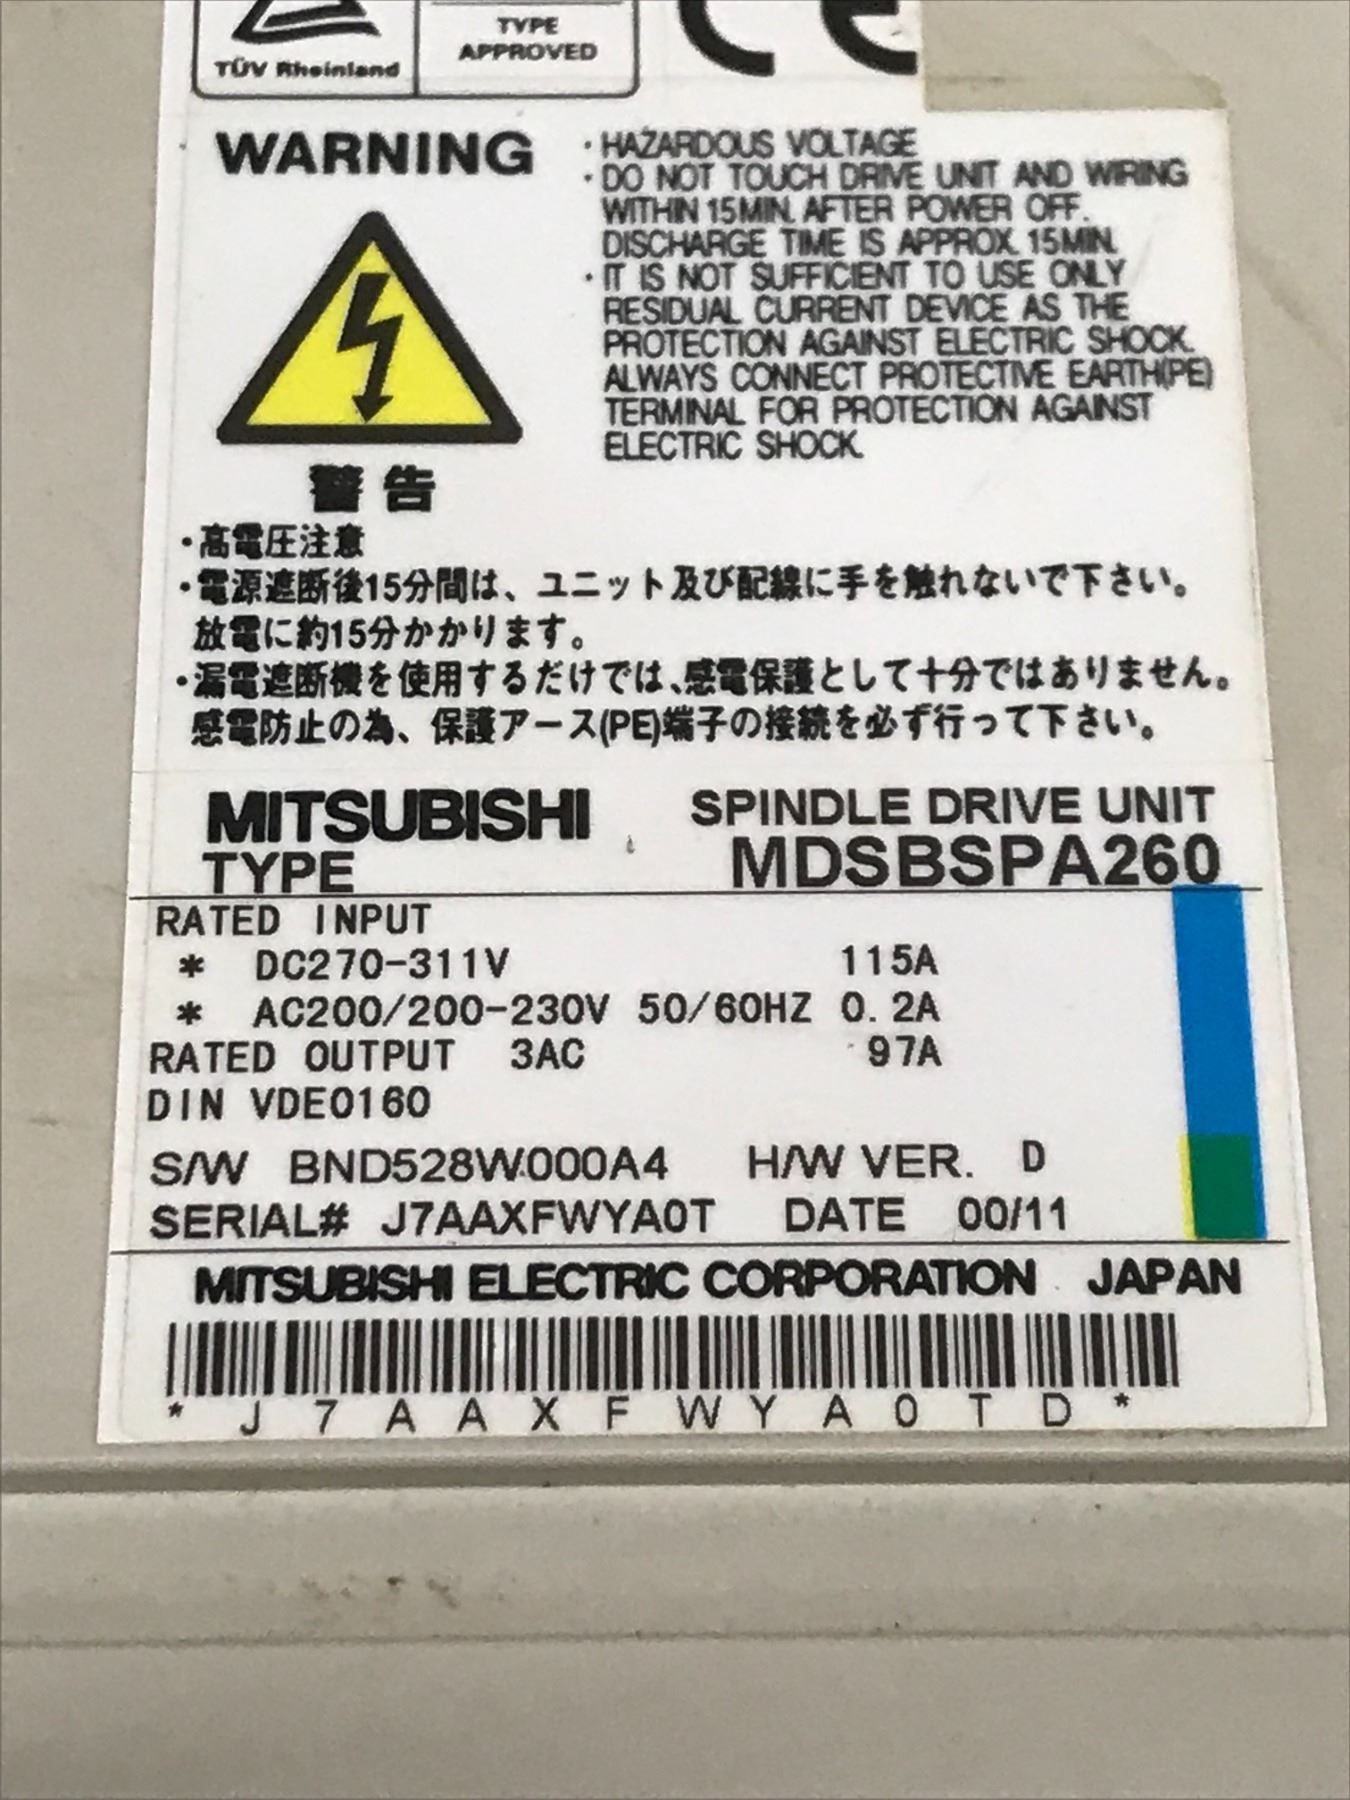 TÜV Rheinland
TYPE
APPROVED
CE
WARNING
・HAZARDOUS VOLTAGE
・DO NOT TOUCH DRIVE UNIT AND WIRING
WITHIN 15MIN. AFTER POWER OFF.
DISCHARGE TIME IS APPROX. 15MIN.
・IT IS NOT SUFFICIENT TO USE ONLY
RESIDUAL CURRENT DEVICE AS THE
PROTECTION AGAINST ELECTRIC SHOCK.
ALWAYS CONNECT PROTECTIVE EARTH(PE)
TERMINAL FOR PROTECTION AGAINST
ELECTRIC SHOCK.
警告
・高電圧注意
・電源遮断後15分間は、ユニット及び配線に手を触れないで下さい。
放電に約15分かかります。
・漏電遮断機を使用するだけでは、感電保護として十分ではありません。
感電防止の為、保護アース(PE)端子の接続を必ず行って下さい。
MITSUBISHI SPINDLE DRIVE UNIT
TYPE MDSBSPA260
RATED INPUT
* DC270-311V 115A
* AC200/200-230V 50/60HZ 0.2A
RATED OUTPUT 3AC 97A
DIN VDE0160
S/W BND528W000A4 H/W VER. D
SERIAL# J7AAXFWYA0T DATE 00/11
MITSUBISHI ELECTRIC CORPORATION JAPAN
* J 7 A A X F W Y A 0 T D *